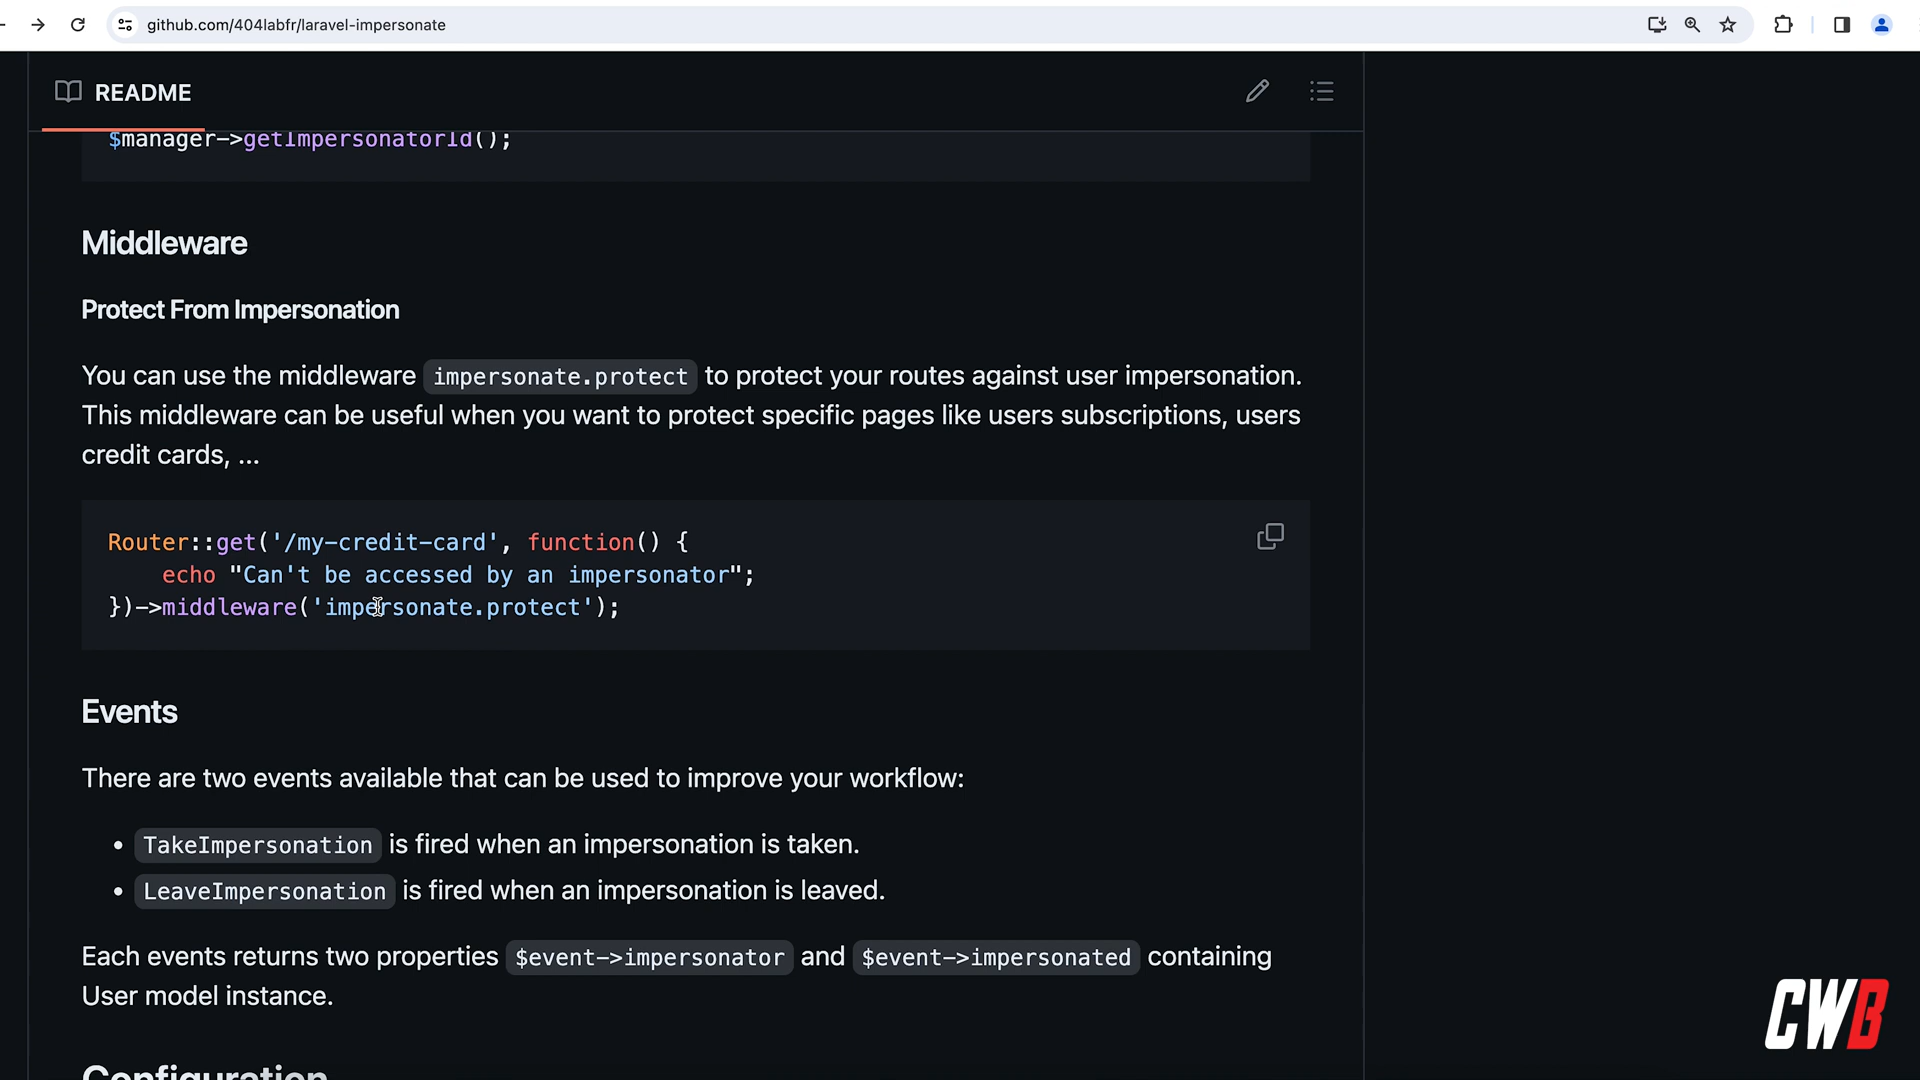 github.com/404labfr/laravel-impersonate
README
$manager->getImpersonatorId();
Middleware
Protect From Impersonation
You can use the middleware impersonate.protect to protect your routes against user impersonation.
This middleware can be useful when you want to protect specific pages like users subscriptions, users
credit cards, ...
Router::get('/my-credit-card', function() {
    echo "Can't be accessed by an impersonator";
})->middleware('impersonate.protect');
Events
There are two events available that can be used to improve your workflow:
• TakeImpersonation is fired when an impersonation is taken.
• LeaveImpersonation is fired when an impersonation is leaved.
Each events returns two properties $event->impersonator and $event->impersonated containing
User model instance.
Configuration
CWB